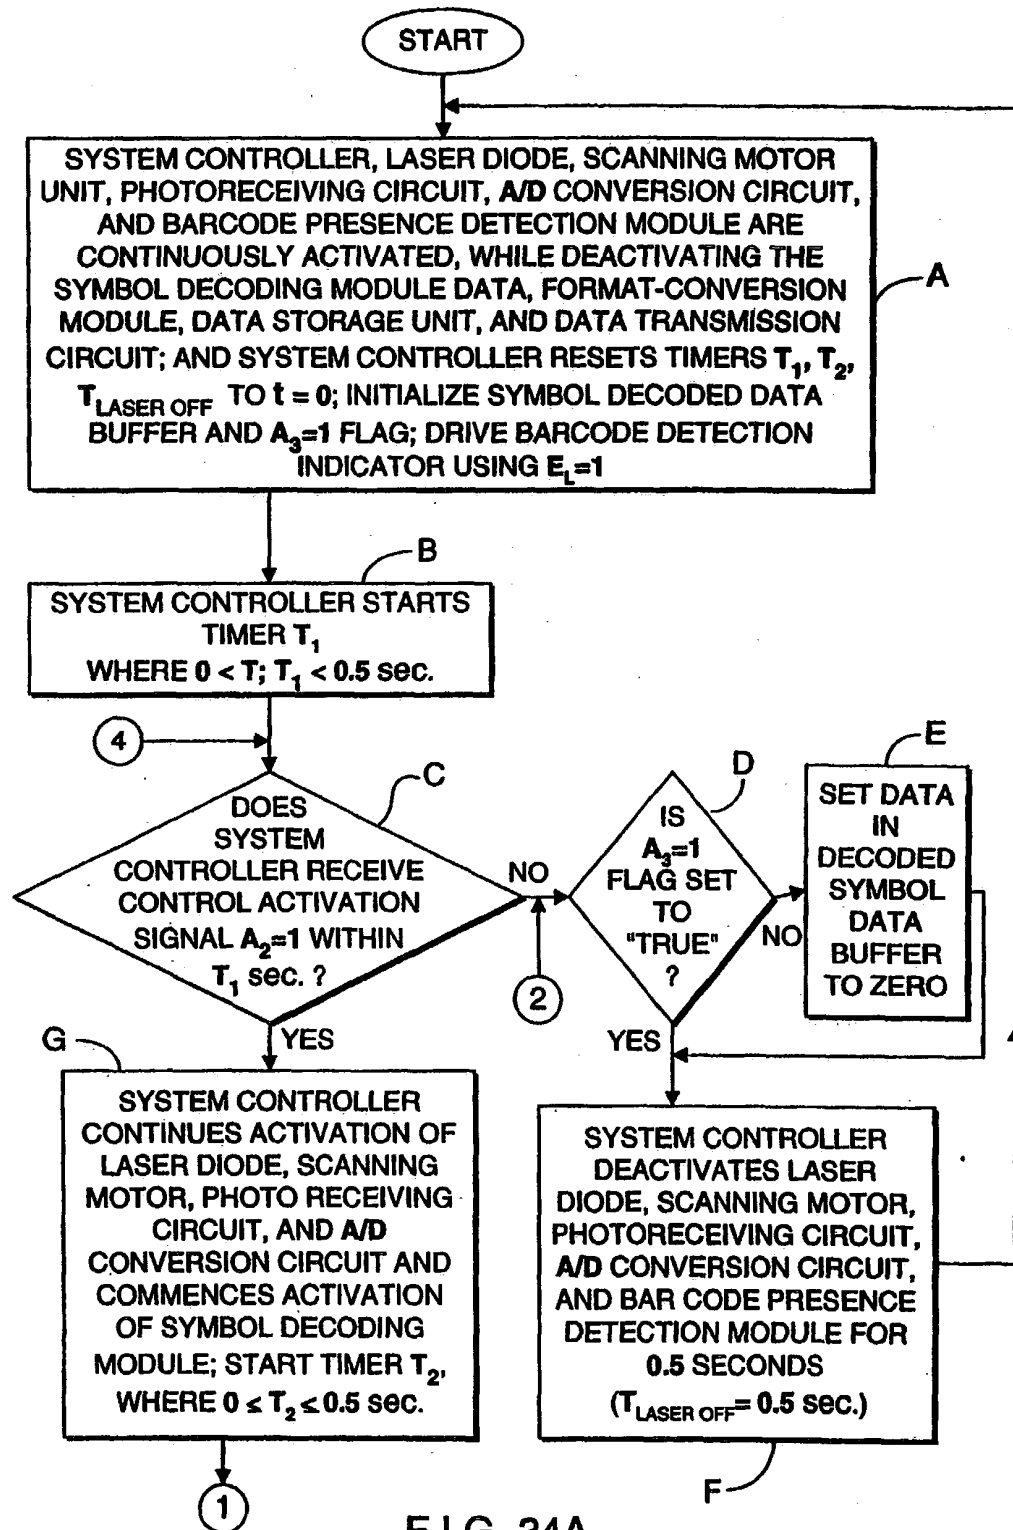 START
SYSTEM CONTROLLER, LASER DIODE, SCANNING MOTOR
UNIT, PHOTORECEIVING CIRCUIT, A/D CONVERSION CIRCUIT,
AND BARCODE PRESENCE DETECTION MODULE ARE
CONTINUOUSLY ACTIVATED, WHILE DEACTIVATING THE
SYMBOL DECODING MODULE DATA, FORMAT-CONVERSION
MODULE, DATA STORAGE UNIT, AND DATA TRANSMISSION
CIRCUIT; AND SYSTEM CONTROLLER RESETS TIMERS T1, T2,
TLASER OFF TO t = 0; INITIALIZE SYMBOL DECODED DATA
BUFFER AND A3=1 FLAG; DRIVE BARCODE DETECTION
INDICATOR USING EL=1
A
B
SYSTEM CONTROLLER STARTS
TIMER T1
WHERE 0 < T; T1 < 0.5 sec.
4
C
DOES
SYSTEM
CONTROLLER RECEIVE
CONTROL ACTIVATION
SIGNAL A2=1 WITHIN
T1 sec. ?
NO
2
YES
D
IS
A3=1
FLAG SET
TO
"TRUE"
?
NO
YES
E
SET DATA
IN
DECODED
SYMBOL
DATA
BUFFER
TO ZERO
G
SYSTEM CONTROLLER
CONTINUES ACTIVATION OF
LASER DIODE, SCANNING
MOTOR, PHOTO RECEIVING
CIRCUIT, AND A/D
CONVERSION CIRCUIT AND
COMMENCES ACTIVATION
OF SYMBOL DECODING
MODULE; START TIMER T2,
WHERE 0 ≤ T2 ≤ 0.5 sec.
1
SYSTEM CONTROLLER
DEACTIVATES LASER
DIODE, SCANNING MOTOR,
PHOTORECEIVING CIRCUIT,
A/D CONVERSION CIRCUIT,
AND BAR CODE PRESENCE
DETECTION MODULE FOR
0.5 SECONDS
(TLASER OFF= 0.5 sec.)
F
FIG. 24A